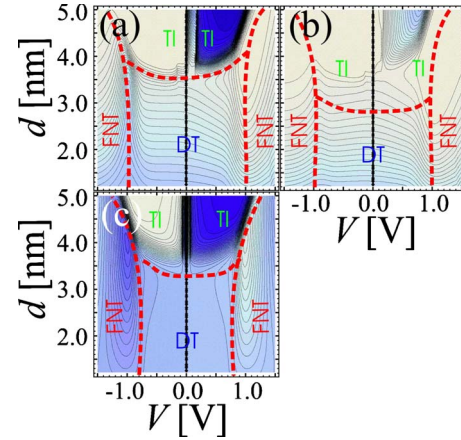 5.0
4.0
3.0
2.0
d [nm]
(a)
TI
TI
FNT
DT
FNT
(b)
TI
TI
FNT
DT
FNT
-1.0
0.0
1.0
V [V]
5.0
4.0
3.0
2.0
d [nm]
(c)
TI
TI
FNT
DT
FNT
-1.0
0.0
1.0
V [V]